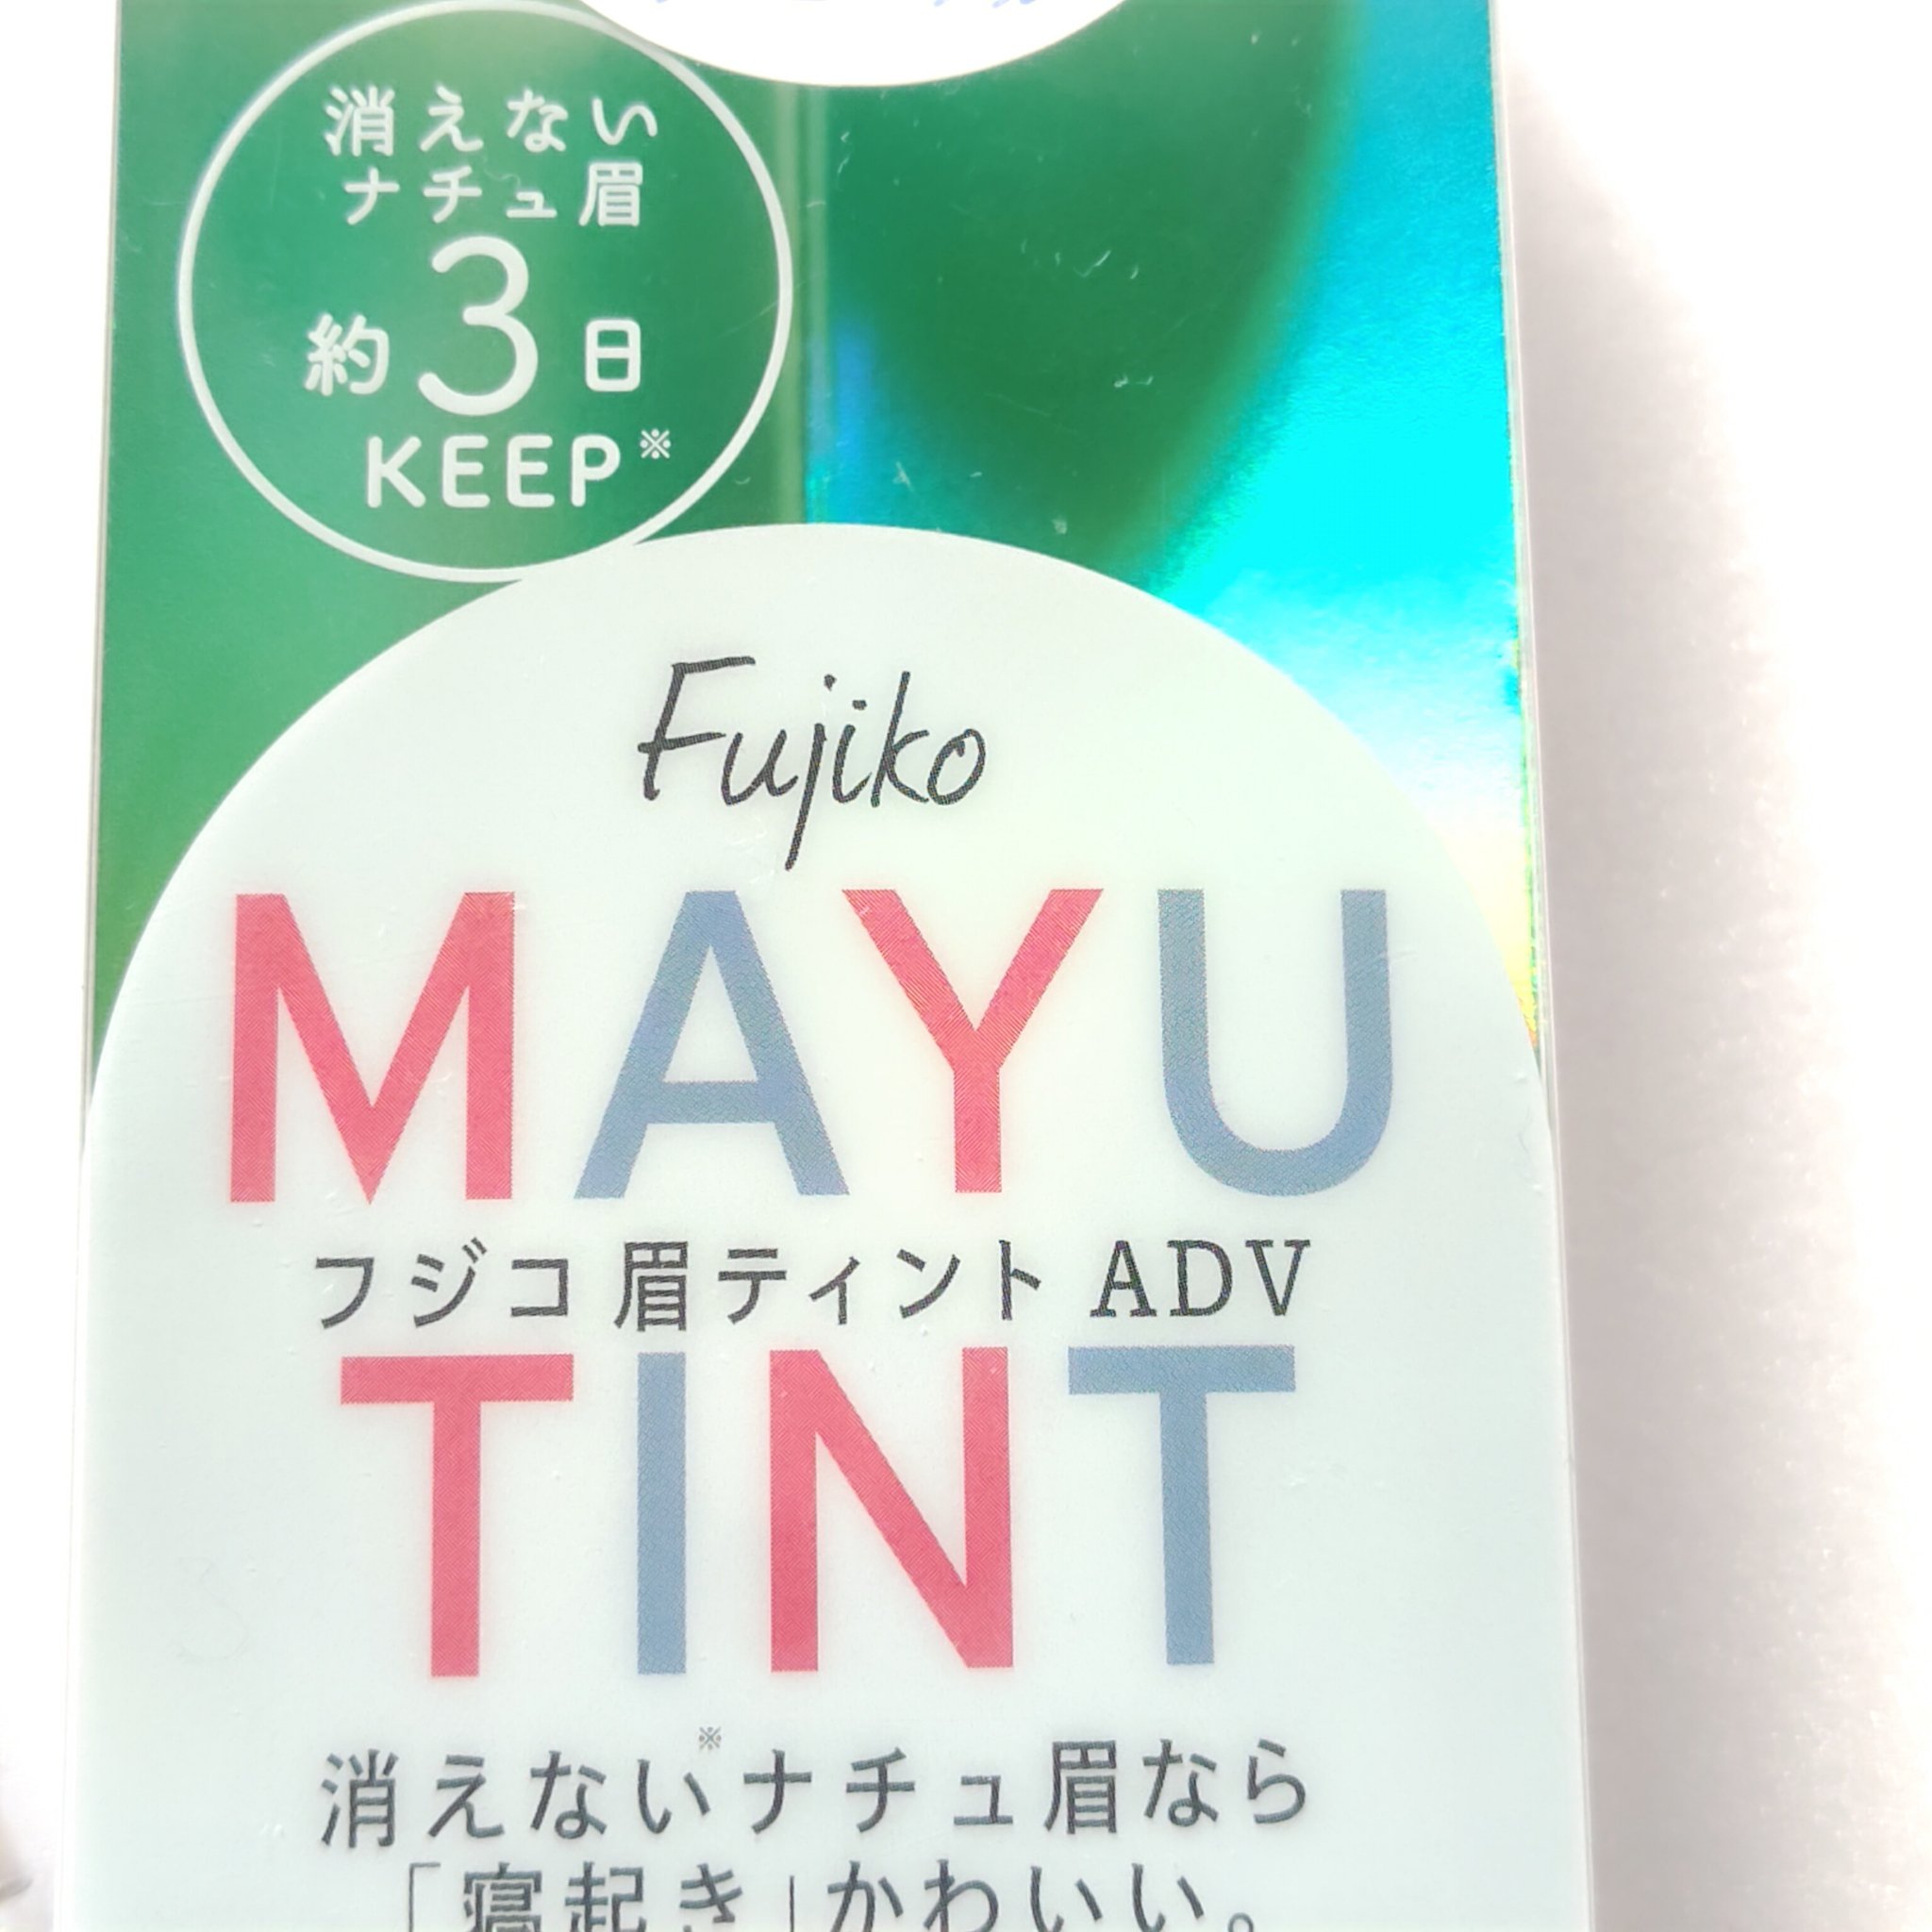 消えない
ナチュ眉
約3日
KEEP※
Fujiko
MAYU
フジコ眉ティントADV
TINT
消えない※ナチュ眉なら
「寝起き」かわいい。